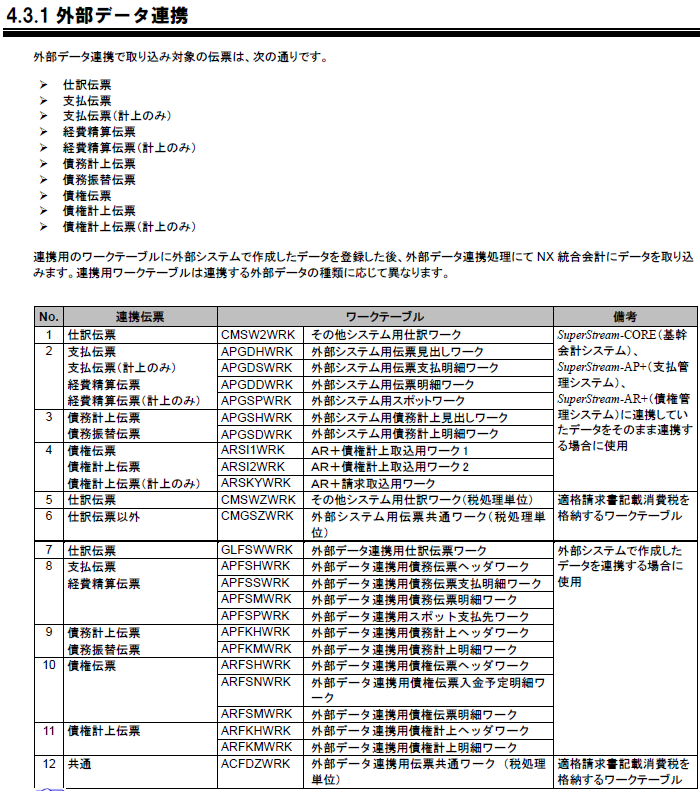 4.3.1 外部データ連携
外部データ連携で取り込み対象の伝票は、次の通りです。
➢ 仕訳伝票
➢ 支払伝票
➢ 支払伝票(計上のみ)
➢ 経費精算伝票
➢ 経費精算伝票(計上のみ)
➢ 債務計上伝票
➢ 債務振替伝票
➢ 債権伝票
➢ 債権計上伝票
➢ 債権計上伝票(計上のみ)
連携用のワークテーブルに外部システムで作成したデータを登録した後、外部データ連携処理にて NX 統合会計にデータを取り込
みます。連携用ワークテーブルは連携する外部データの種類に応じて異なります。
No. 連携伝票 ワークテーブル 備考
1 仕訳伝票 CMSW2WRK その他システム用仕訳ワーク SuperStream-CORE(基幹
会計システム)、
SuperStream-AP+(支払管
理システム)、
SuperStream-AR+(債権管
理システム)に連携してい
たデータをそのまま連携す
る場合に使用
2 支払伝票 APGDHWRK 外部システム用伝票見出しワーク
支払伝票(計上のみ) APGDSWRK 外部システム用伝票支払明細ワーク
経費精算伝票 APGDDWRK 外部システム用伝票明細ワーク
経費精算伝票(計上のみ) APGSPWRK 外部システム用スポットワーク
3 債務計上伝票 APGSHWRK 外部システム用債務計上見出しワーク
債務振替伝票 APGSDWRK 外部システム用債務計上明細ワーク
4 債権伝票 ARSI1WRK AR+債権計上取込用ワーク1
債権計上伝票 ARSI2WRK AR+債権計上取込用ワーク2
債権計上伝票(計上のみ) ARSKYWRK AR+請求取込用ワーク
5 仕訳伝票 CMSWZWRK その他システム用仕訳ワーク(税処理単位) 適格請求書記載消費税を
格納するワークテーブル
6 仕訳伝票以外 CMGSZWRK 外部システム用伝票共通ワーク(税処理単
位)
7 仕訳伝票 GLFSWWRK 外部データ連携用仕訳伝票ワーク 外部システムで作成した
データを連携する場合に
使用
8 支払伝票 APFSHWRK 外部データ連携用債務伝票ヘッダワーク
経費精算伝票 APFSSWRK 外部データ連携用債務伝票支払明細ワーク
APFSMWRK 外部データ連携用債務伝票明細ワーク
APFSPWRK 外部データ連携用スポット支払先ワーク
9 債務計上伝票 APFKHWRK 外部データ連携用債務計上ヘッダワーク
債務振替伝票 APFKMWRK 外部データ連携用債務計上明細ワーク
10 債権伝票 ARFSHWRK 外部データ連携用債権伝票ヘッダワーク
ARFSNWRK 外部データ連携用債権伝票入金予定明細ワ
ーク
ARFSMWRK 外部データ連携用債権伝票明細ワーク
11 債権計上伝票 ARFKHWRK 外部データ連携用債権計上ヘッダワーク
ARFKMWRK 外部データ連携用債権計上明細ワーク
12 共通 ACFDZWRK 外部データ連携用伝票共通ワーク (税処理
単位) 適格請求書記載消費税を
格納するワークテーブル